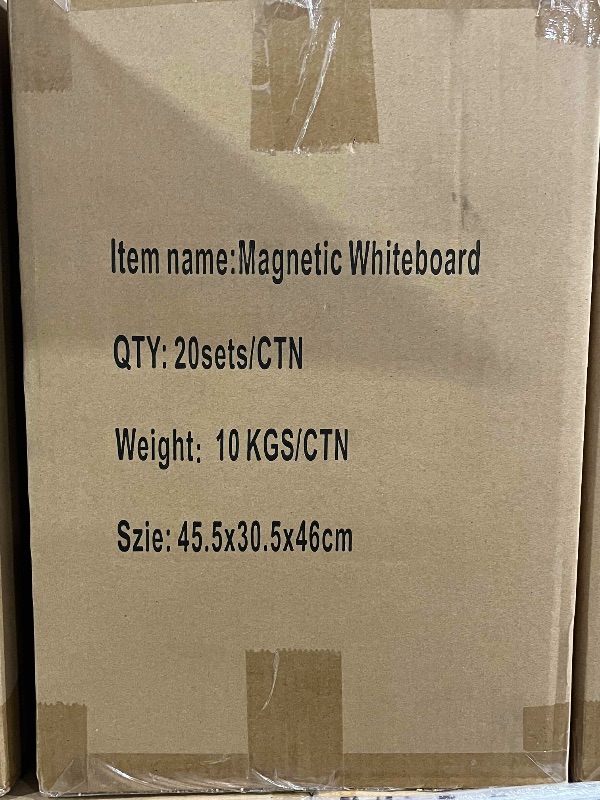 Item name:Magnetic Whiteboard
QTY: 20sets/CTN
Weight: 10 KGS/CTN
Szie: 45.5x30.5x46cm